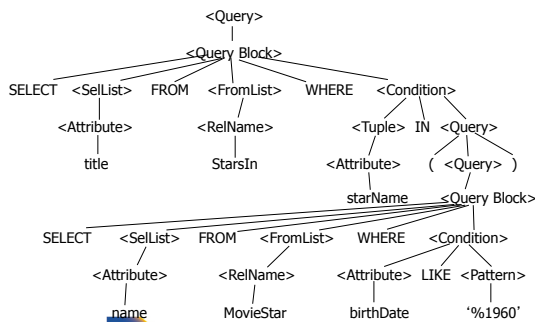 <Query>
<Query Block>
SELECT <SelList> FROM <FromList> WHERE <Condition>
<Attribute> <RelName> <Tuple> IN <Query>
title StarsIn <Attribute> ( <Query> )
starName <Query Block>
SELECT <SelList> FROM <FromList> WHERE <Condition>
<Attribute> <RelName> <Attribute> LIKE <Pattern>
name MovieStar birthDate ‘%1960’